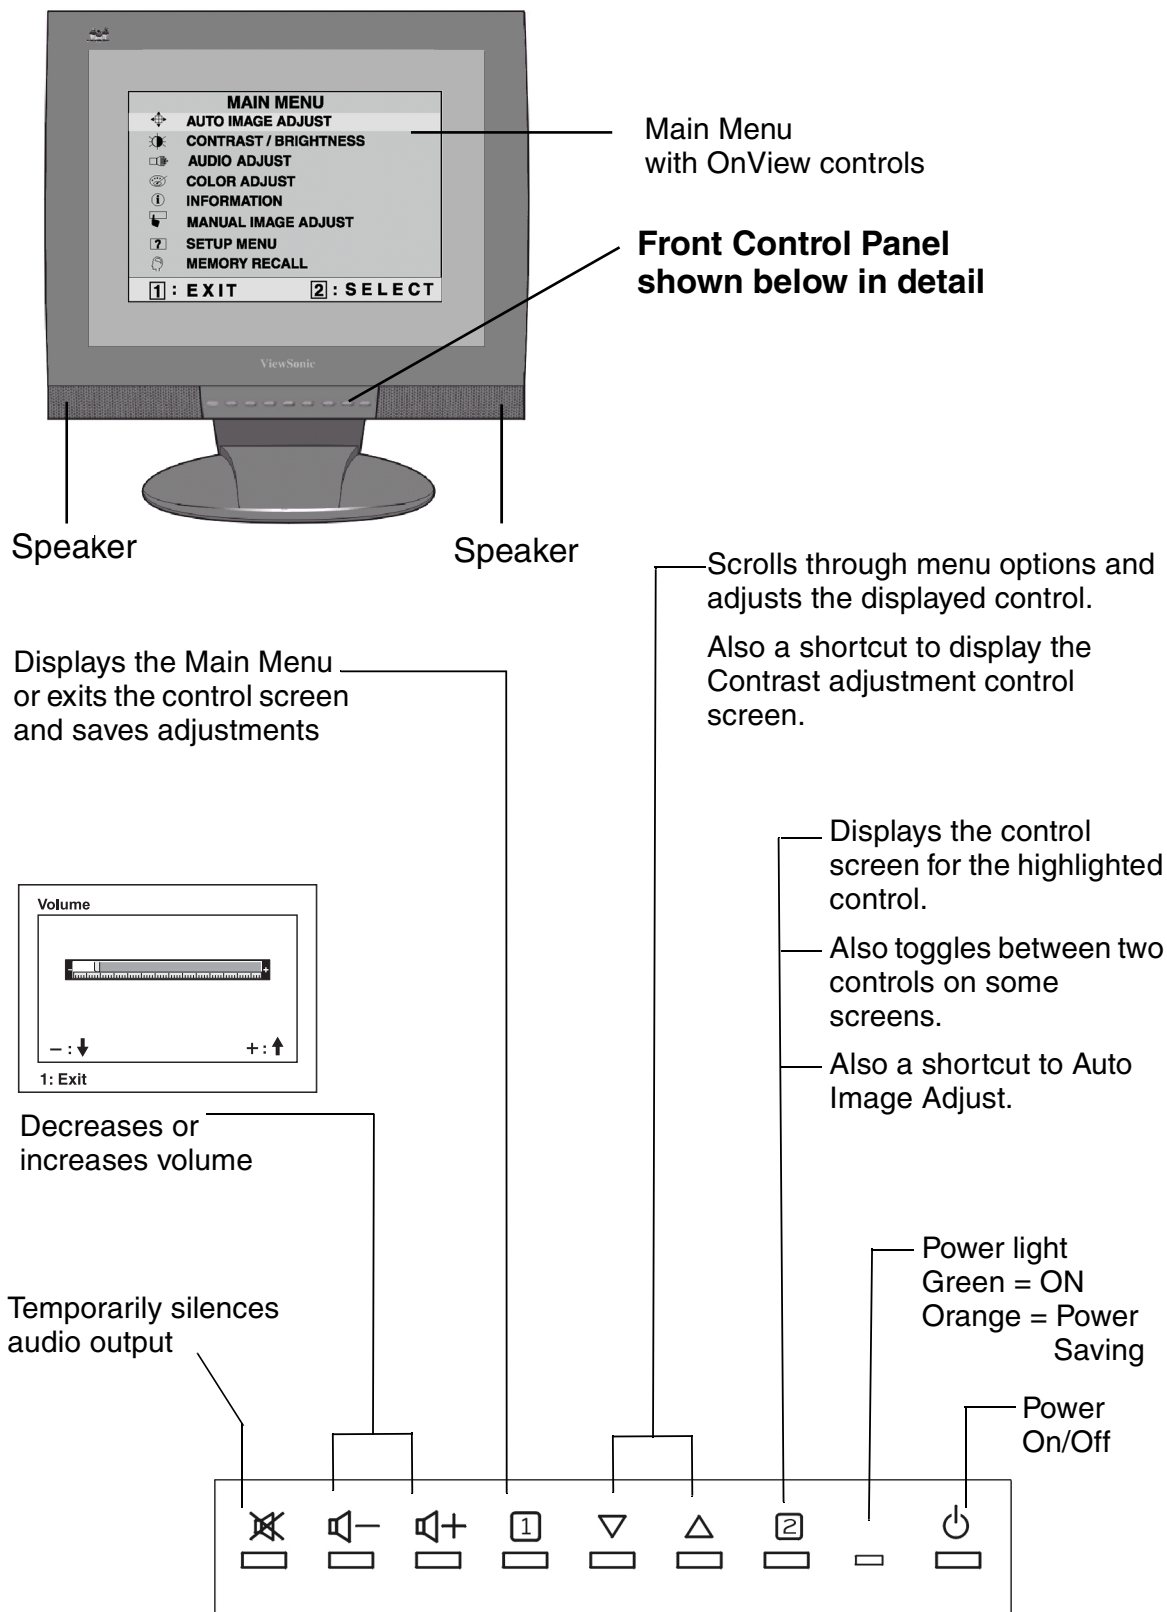 MAIN MENU
AUTO IMAGE ADJUST
CONTRAST / BRIGHTNESS
AUDIO ADJUST
COLOR ADJUST
INFORMATION
MANUAL IMAGE ADJUST
SETUP MENU
MEMORY RECALL
1 : EXIT 2 : SELECT
ViewSonic
Main Menu
with OnView controls
Front Control Panel
shown below in detail
Speaker
Speaker
Scrolls through menu options and
adjusts the displayed control.
Also a shortcut to display the
Contrast adjustment control
screen.
Displays the Main Menu
or exits the control screen
and saves adjustments
Displays the control
screen for the highlighted
control.
Also toggles between two
controls on some
screens.
Also a shortcut to Auto
Image Adjust.
Volume
- +
– : ↓ + : ↑
1: Exit
Decreases or
increases volume
Power light
Green = ON
Orange = Power
Saving
Temporarily silences
audio output
Power
On/Off
1 2